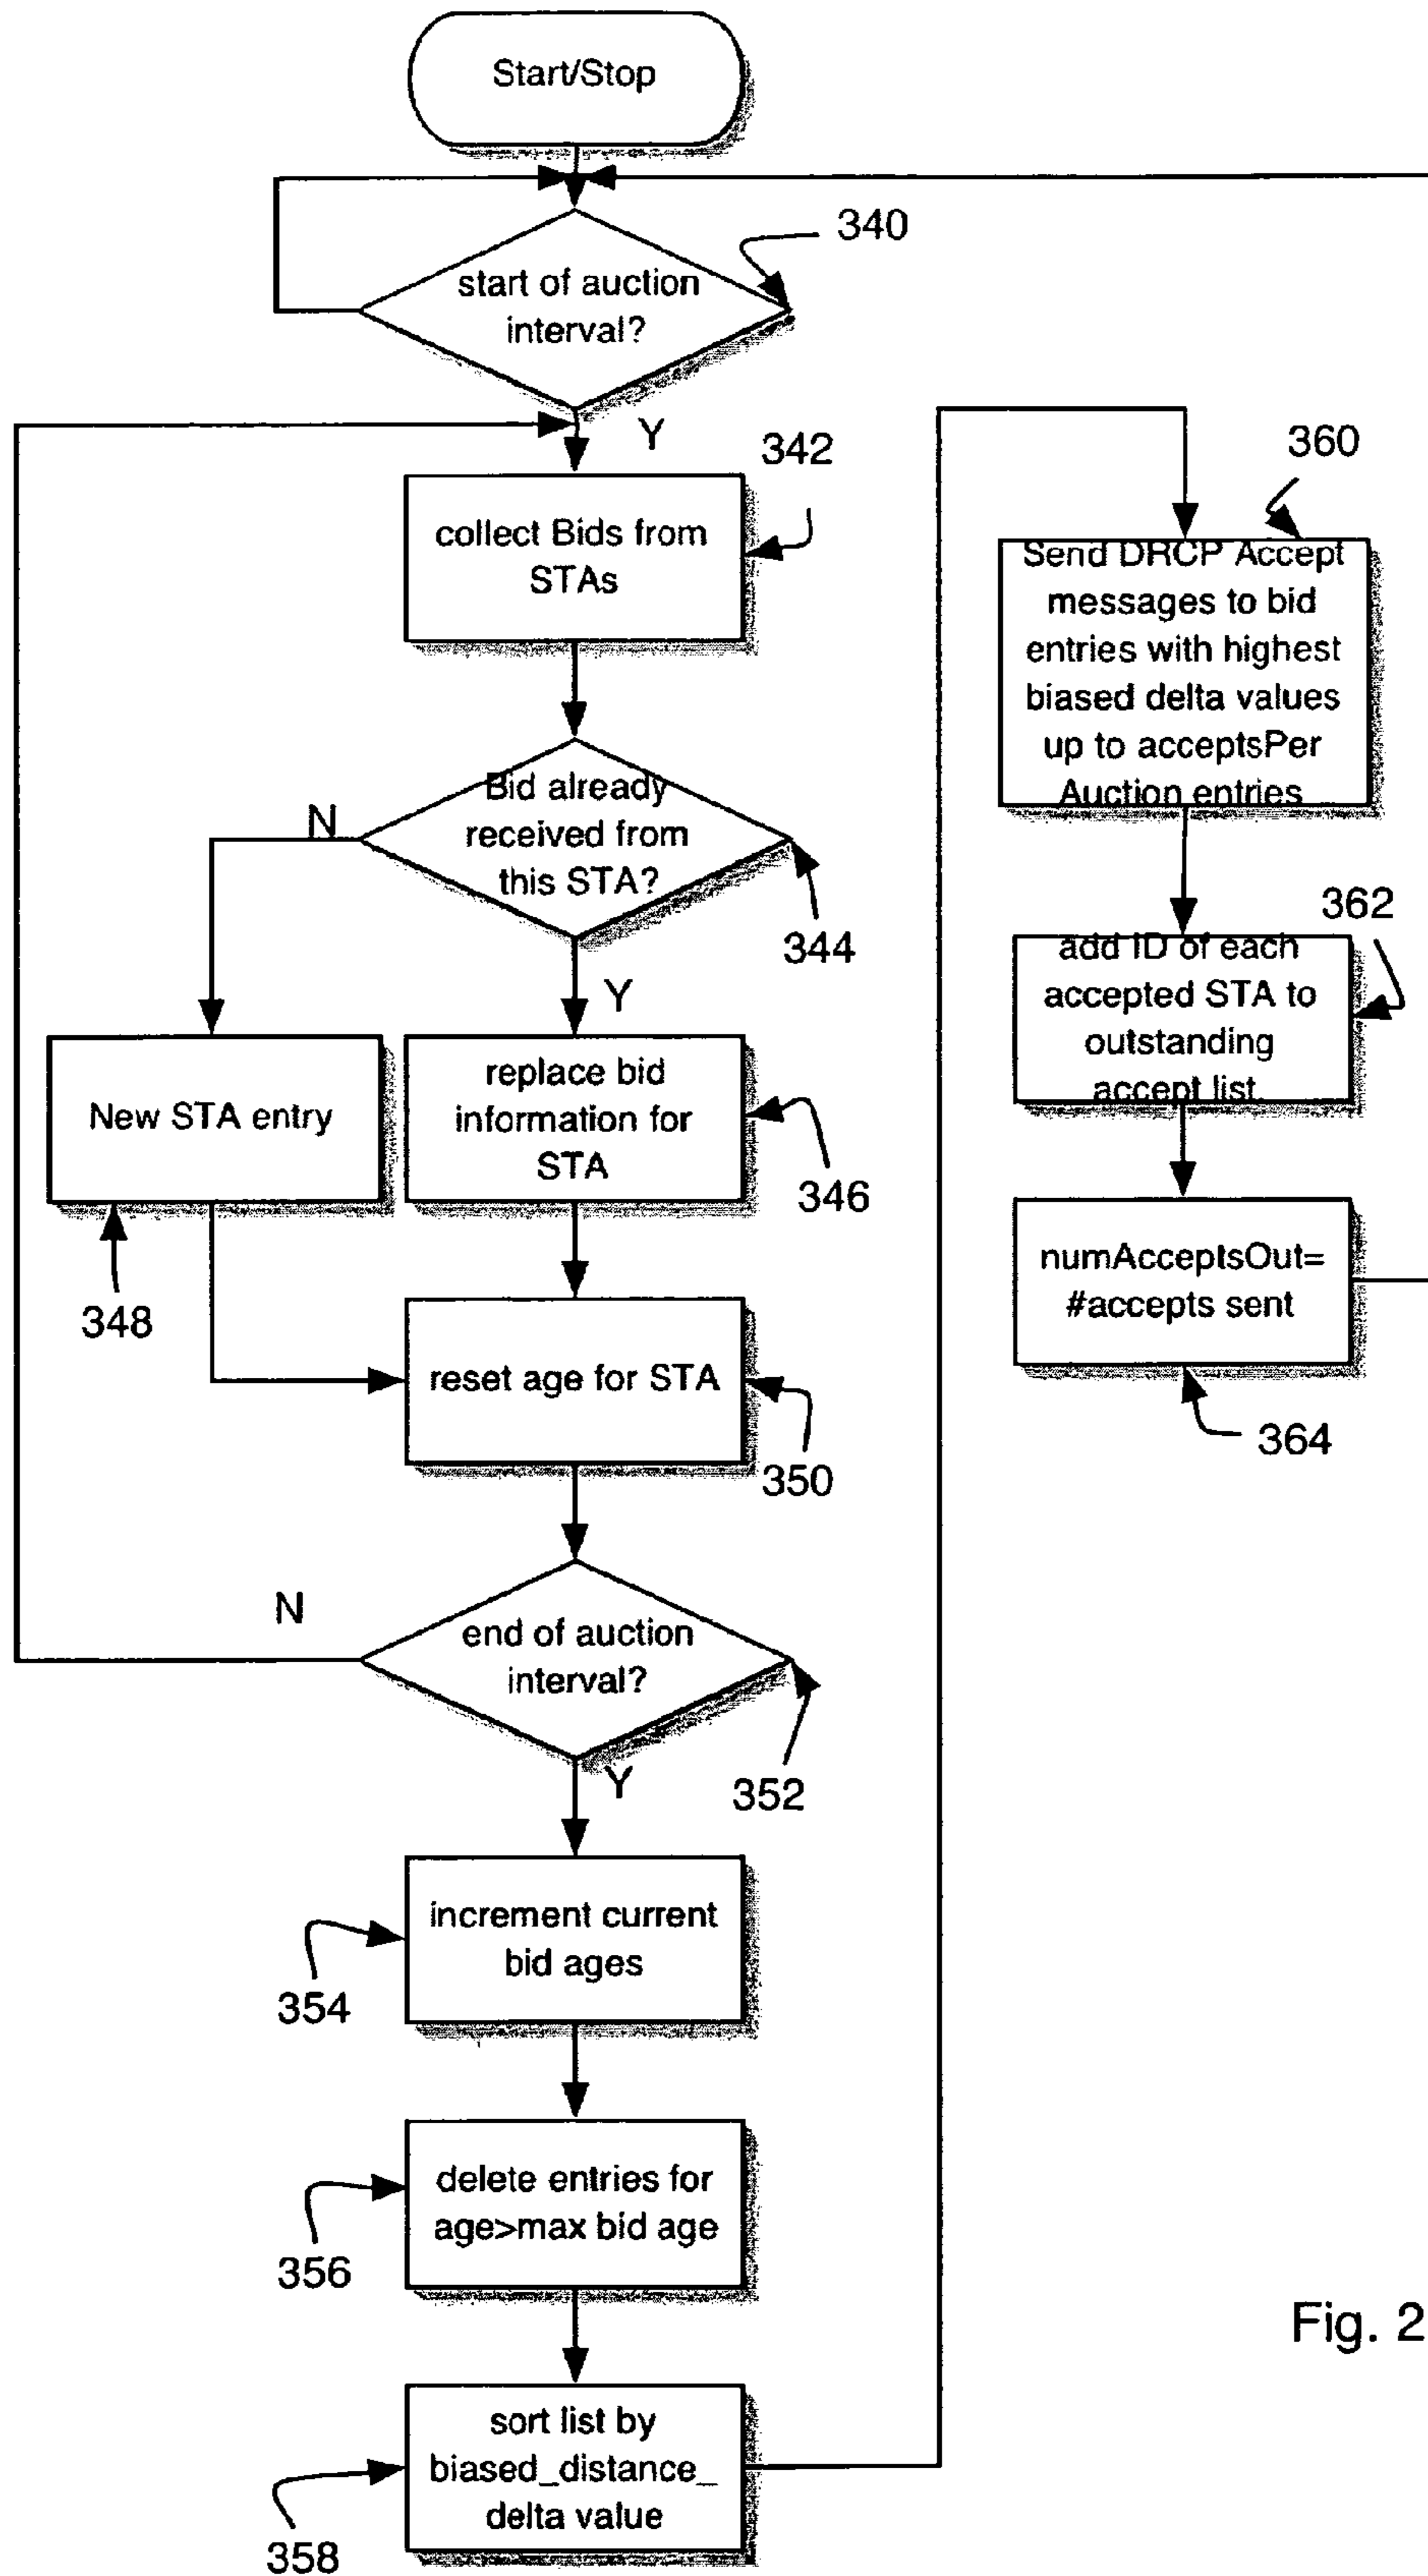 Start/Stop
start of auction
interval?
340
Y
342
collect Bids from
STAs
Bid already
received from
this STA?
N
344
Y
New STA entry
348
replace bid
information for
STA
346
reset age for STA
350
N
end of auction
interval?
352
Y
increment current
bid ages
354
delete entries for
age>max bid age
356
sort list by
biased_distance_
delta value
358
360
Send DRCP Accept
messages to bid
entries with highest
biased delta values
up to acceptsPer
Auction entries
362
add ID of each
accepted STA to
outstanding
accept list.
numAcceptsOut=
#accepts sent
364
Fig. 2